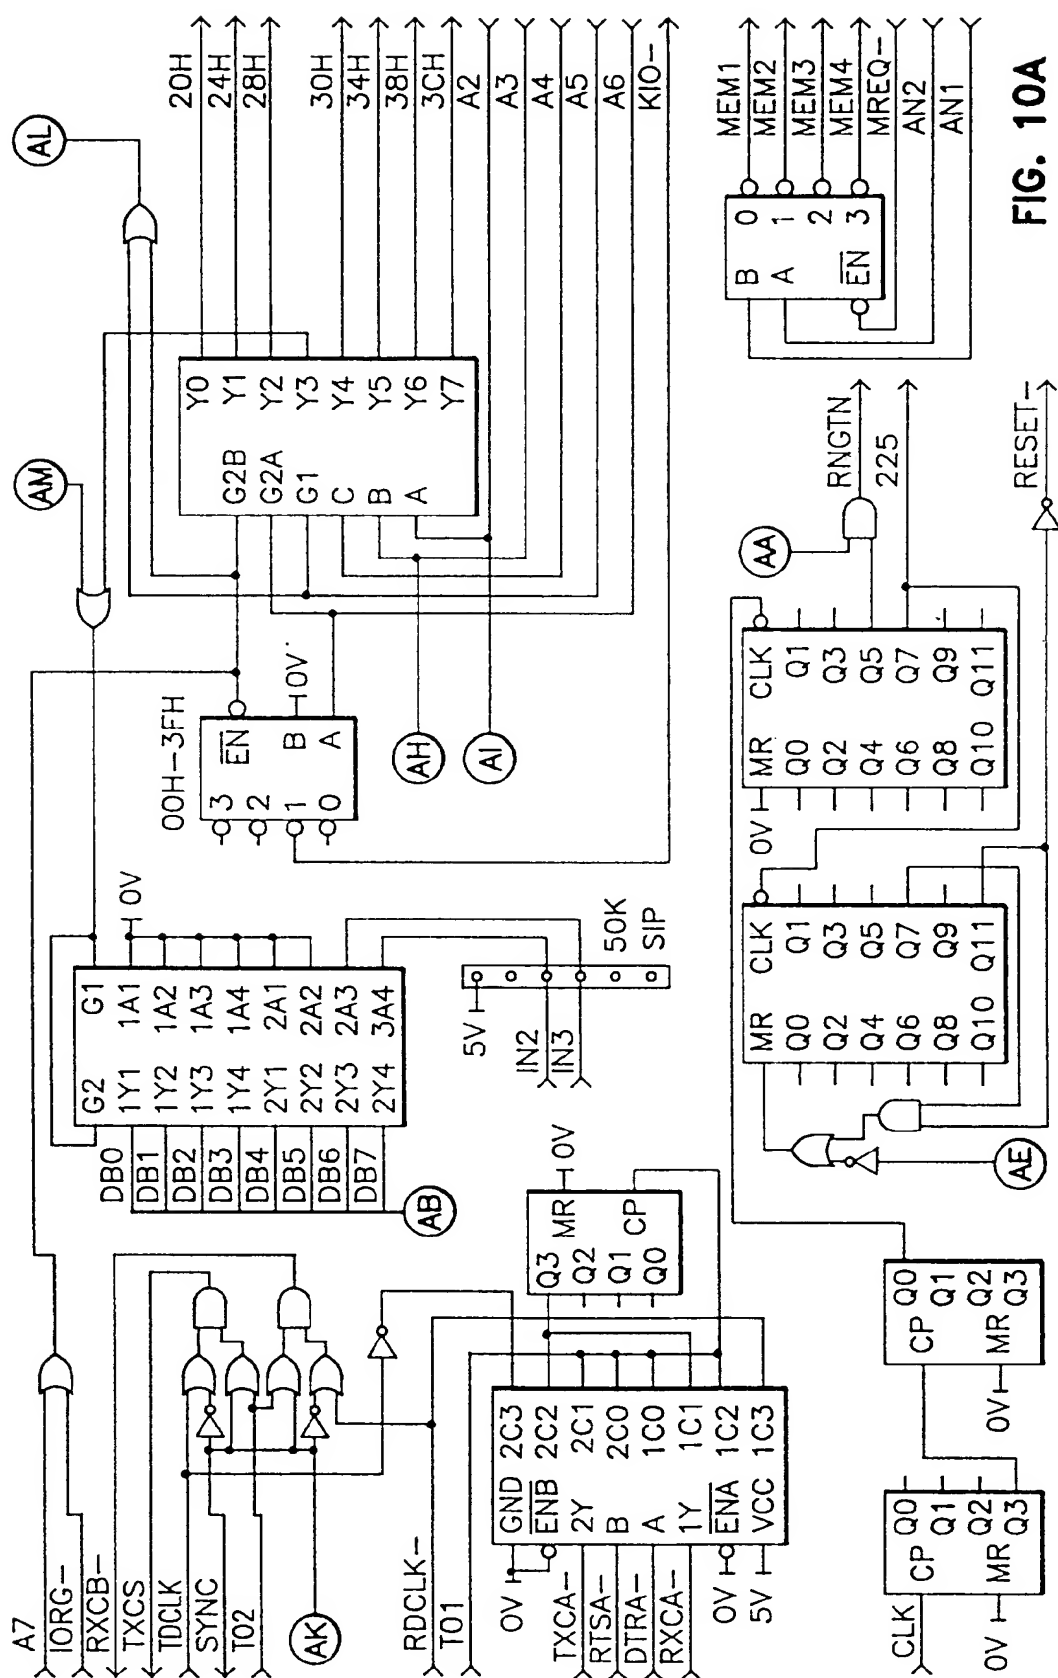 AL
AM
20H
24H
28H
30H
34H
38H
3CH
A2
A3
A4
A5
A6
KIO-
Y0
Y1
Y2
Y3
Y4
Y5
Y6
Y7
G2B
G2A
G1
C
B
A
00H-3FH
EN
B
A
3
2
1
0
0V
AH
AI
G1
1A1
1A2
1A3
1A4
2A1
2A2
2A3
3A4
G2
1Y1
1Y2
1Y3
1Y4
2Y1
2Y2
2Y3
2Y4
0V
DB0
DB1
DB2
DB3
DB4
DB5
DB6
DB7
AB
5V
IN2
IN3
50K
SIP
A7
IORG-
RXCB-
TXCS
TDCLK
SYNC
T02
AK
RDCLK-
T01
0V
TXCA-
RTSA-
DTRA-
RXCA-
0V
5V
GND
ENB
2Y
B
A
1Y
ENA
VCC
2C3
2C2
2C1
2C0
1C0
1C1
1C2
1C3
Q3
Q2
Q1
Q0
MR
CP
0V
MEM1
MEM2
MEM3
MEM4
MREQ-
AN2
AN1
B
A
EN
0
1
2
3
RNGTN
225
RESET-
AA
CLK
Q1
Q3
Q5
Q7
Q9
Q11
MR
Q0
Q2
Q4
Q6
Q8
Q10
0V
CLK
Q1
Q3
Q5
Q7
Q9
Q11
MR
Q0
Q2
Q4
Q6
Q8
Q10
AE
CP
Q0
Q1
Q2
Q3
MR
0V
CP
Q0
Q1
Q2
Q3
MR
CLK
0V
FIG. 10A